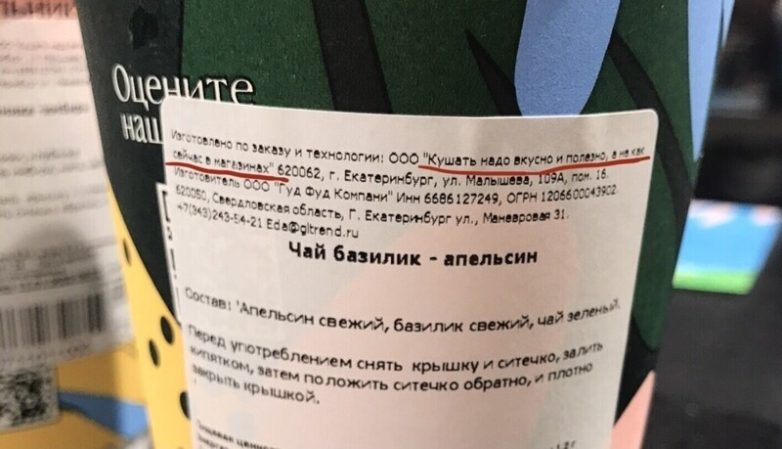 Оцените
наш
Изготовлено по заказу и технологии: ООО "Кушать надо вкусно и полезно, а не как
сейчас в магазинах" 620062, г. Екатеринбург, ул. Малышева, 109А, пом. 16.
Изготовитель ООО "Гуд Фуд Компани" Инн 6686127249, ОГРН 1206600043902
620050, Свердловская область, Г. Екатеринбург ул., Маневровая 31.
+7(343)243-54-21 Eda@gltrend.ru
Чай базилик - апельсин
Состав: 'Апельсин свежий, базилик свежий, чай зеленый.
Перед употреблением снять крышку и ситечко, залить
кипятком, затем положить ситечко обратно, и плотно
закрыть крышкой.
Пищевая